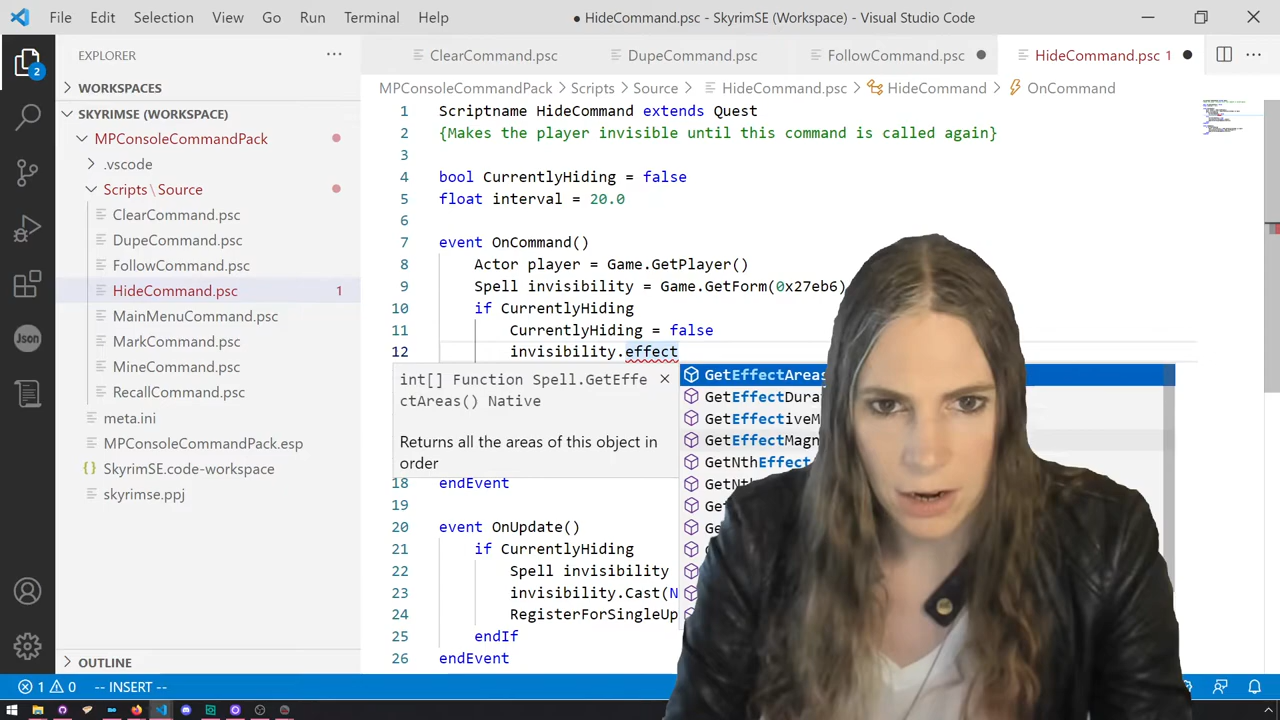 File Edit Selection View Go Run Terminal Help
● HideCommand.psc - SkyrimSE (Workspace) - Visual Studio Code
EXPLORER
ClearCommand.psc
DupeCommand.psc
FollowCommand.psc
HideCommand.psc 1
MPConsoleCommandPack > Scripts > Source > HideCommand.psc > HideCommand > OnCommand
2
WORKSPACES
SKYRIMSE (WORKSPACE)
MPConsoleCommandPack
.vscode
Scripts \ Source
ClearCommand.psc
DupeCommand.psc
FollowCommand.psc
HideCommand.psc 1
MainMenuCommand.psc
MarkCommand.psc
MineCommand.psc
RecallCommand.psc
meta.ini
MPConsoleCommandPack.esp
SkyrimSE.code-workspace
skyrimse.ppj
OUTLINE
Json
1 Scriptname HideCommand extends Quest
2 {Makes the player invisible until this command is called again}
3
4 bool CurrentlyHiding = false
5 float interval = 20.0
6
7 event OnCommand()
8 Actor player = Game.GetPlayer()
9 Spell invisibility = Game.GetForm(0x27eb6)
10 if CurrentlyHiding
11 CurrentlyHiding = false
12 invisibility.effect
int[] Function Spell.GetEffe
ctAreas() Native
Returns all the areas of this object in
order
GetEffectAreas
GetEffectDura
GetEffectiveM
GetEffectMagn
GetNthEffect
18 endEvent
19
20 event OnUpdate()
21 if CurrentlyHiding
22 Spell invisibility
23 invisibility.Cast(N
24 RegisterForSingleUp
25 endIf
26 endEvent
1 0 -- INSERT --